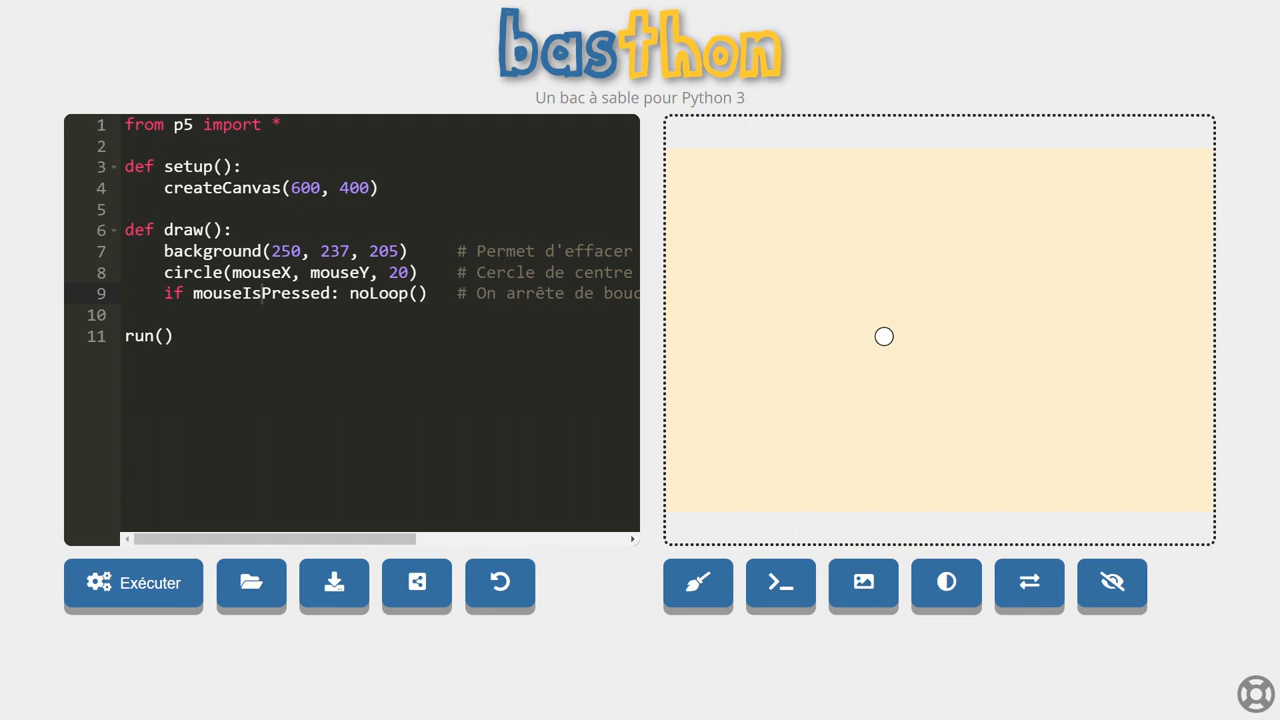 basthon
Un bac à sable pour Python 3
1 from p5 import *
2
3 def setup():
4 createCanvas(600, 400)
5
6 def draw():
7 background(250, 237, 205) # Permet d'effacer
8 circle(mouseX, mouseY, 20) # Cercle de centre
9 if mouseIsPressed: noLoop() # On arrête de bouc
10
11 run()
Exécuter